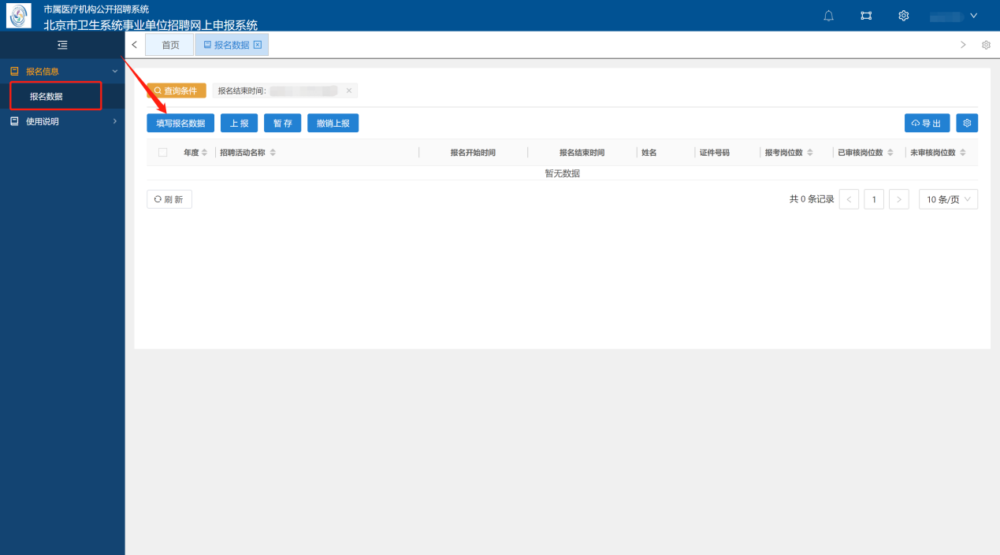 市属医疗机构公开招聘系统
北京市卫生系统事业单位招聘网上申报系统
首页 报名数据
报名信息
报名数据
使用说明
查询条件 报名结束时间:
填写报名数据 上 报 暂 存 撤销上报 导 出
年度 招聘活动名称 报名开始时间 报名结束时间 姓名 证件号码 报考岗位数 已审核岗位数 未审核岗位数
暂无数据
刷 新 共 0 条记录 1 10 条/页